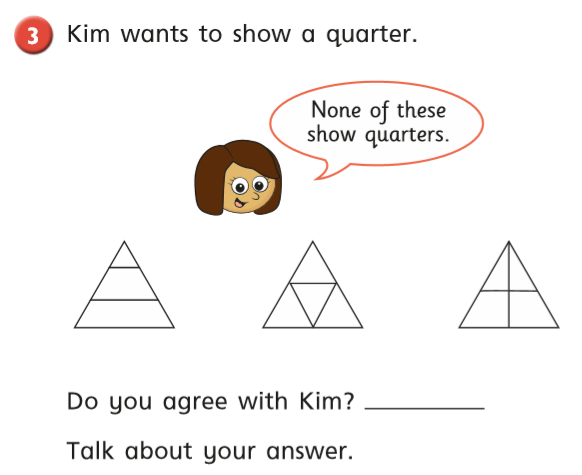 3 Kim wants to show a quarter.
None of these
show quarters.
Do you agree with Kim?
Talk about your answer.